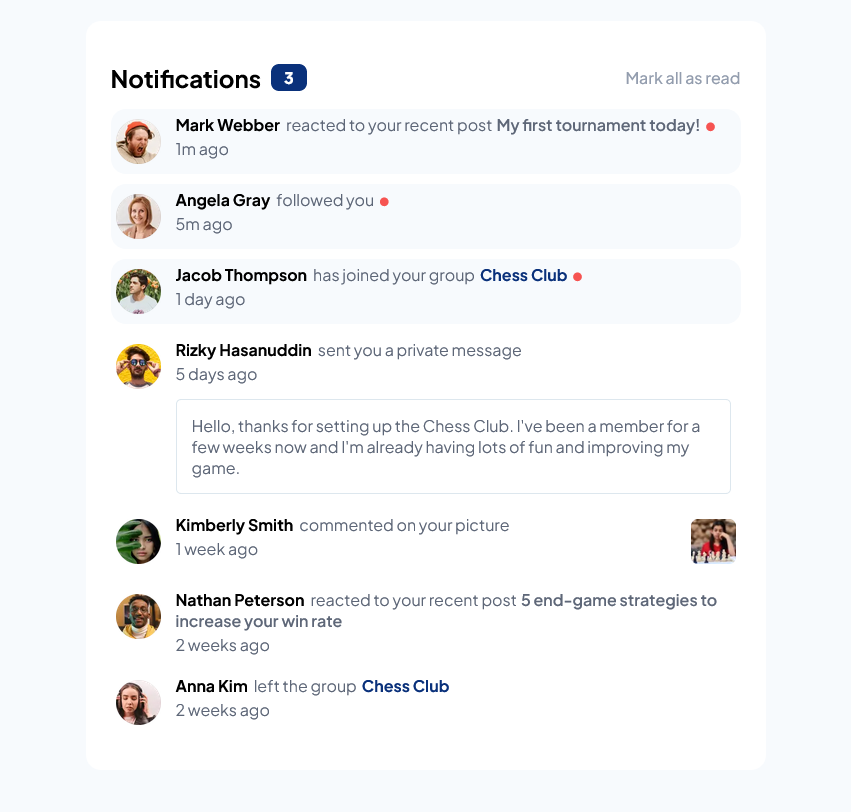 Notifications 3 Mark all as read
Mark Webber reacted to your recent post My first tournament today!
1m ago
Angela Gray followed you
5m ago
Jacob Thompson has joined your group Chess Club
1 day ago
Rizky Hasanuddin sent you a private message
5 days ago
Hello, thanks for setting up the Chess Club. I've been a member for a
few weeks now and I'm already having lots of fun and improving my
game.
Kimberly Smith commented on your picture
1 week ago
Nathan Peterson reacted to your recent post 5 end-game strategies to
increase your win rate
2 weeks ago
Anna Kim left the group Chess Club
2 weeks ago